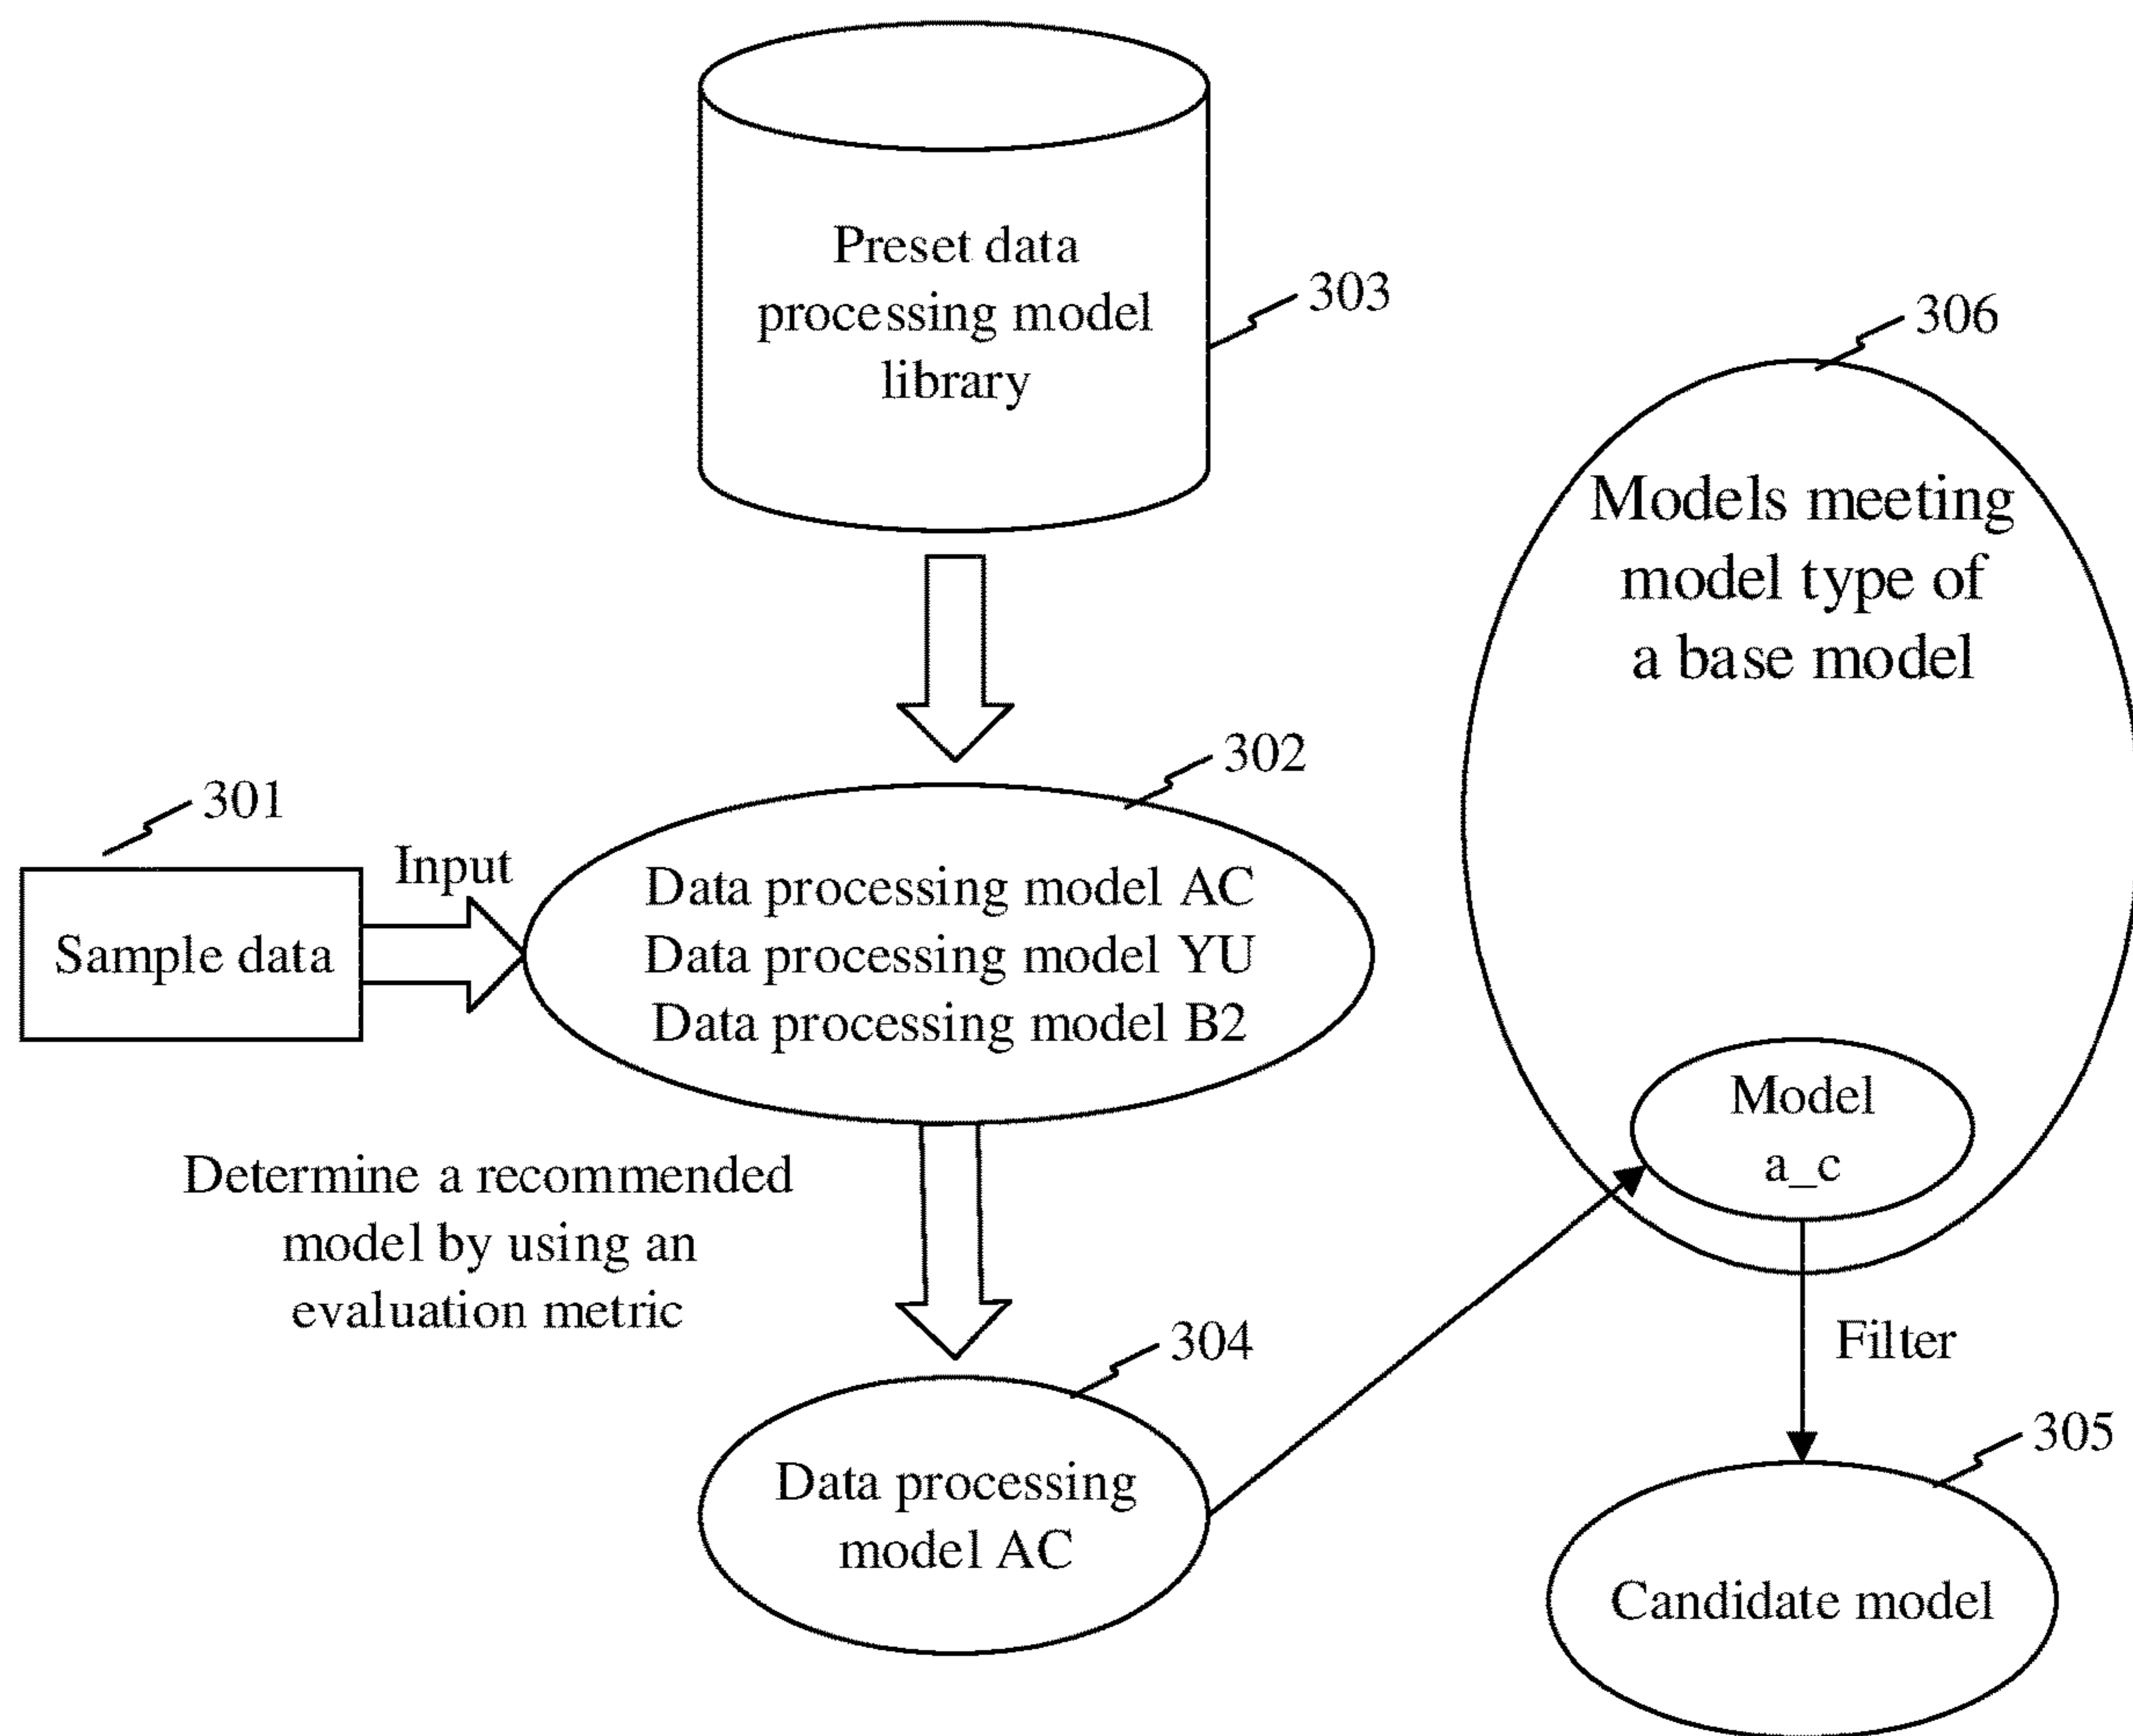 Preset data
processing model
library
303
306
Models meeting
model type of
a base model
302
301
Input
Sample data
Data processing model AC
Data processing model YU
Data processing model B2
Model
a_c
Determine a recommended
model by using an
evaluation metric
Filter
304
Data processing
model AC
305
Candidate model